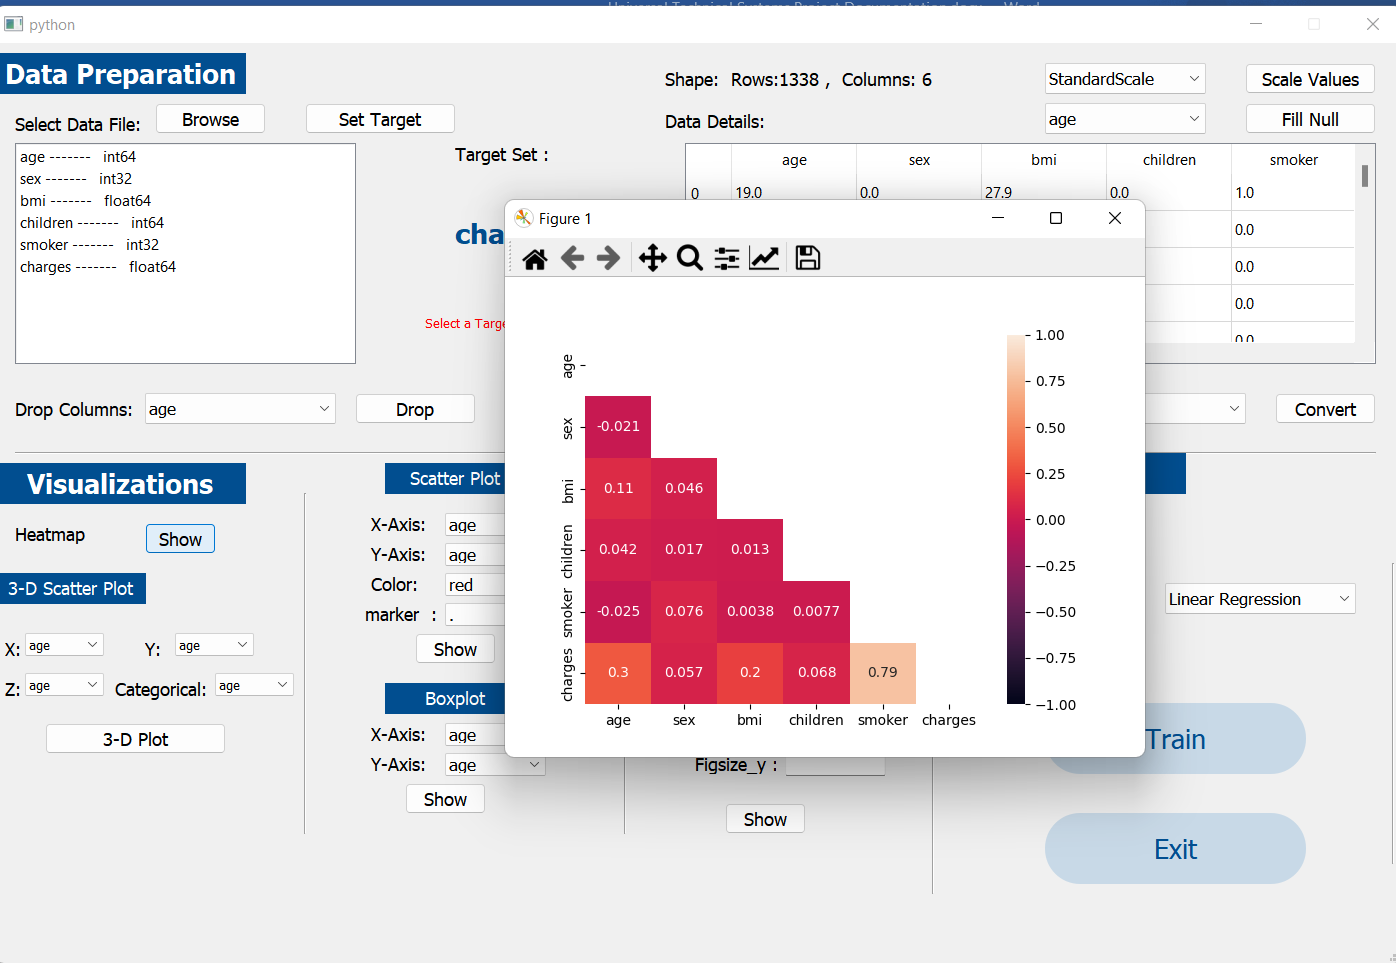 Universal Technical Systems Project Documentation.docx - Word
python
Data Preparation
Shape: Rows:1338 , Columns: 6
StandardScale
Scale Values
Select Data File:
Browse
Set Target
Data Details:
age
Fill Null
age ------- int64
sex ------- int32
bmi ------- float64
children ------- int64
smoker ------- int32
charges ------- float64
Target Set :
cha
Select a Targe
age sex bmi children smoker
0 19.0 0.0 27.9 0.0 1.0
0.0
0.0
0.0
0.0
Drop Columns:
age
Drop
Convert
Figure 1
1.00
0.75
0.50
0.25
0.00
−0.25
−0.50
−0.75
−1.00
age
sex -0.021
bmi 0.11 0.046
children 0.042 0.017 0.013
smoker -0.025 0.076 0.0038 0.0077
charges 0.3 0.057 0.2 0.068 0.79
age sex bmi children smoker charges
Visualizations
Heatmap
Show
3-D Scatter Plot
X: age Y: age
Z: age Categorical: age
3-D Plot
Scatter Plot
X-Axis: age
Y-Axis: age
Color: red
marker : .
Show
Boxplot
X-Axis: age
Y-Axis: age
Show
Figsize_y :
Show
Linear Regression
Train
Exit